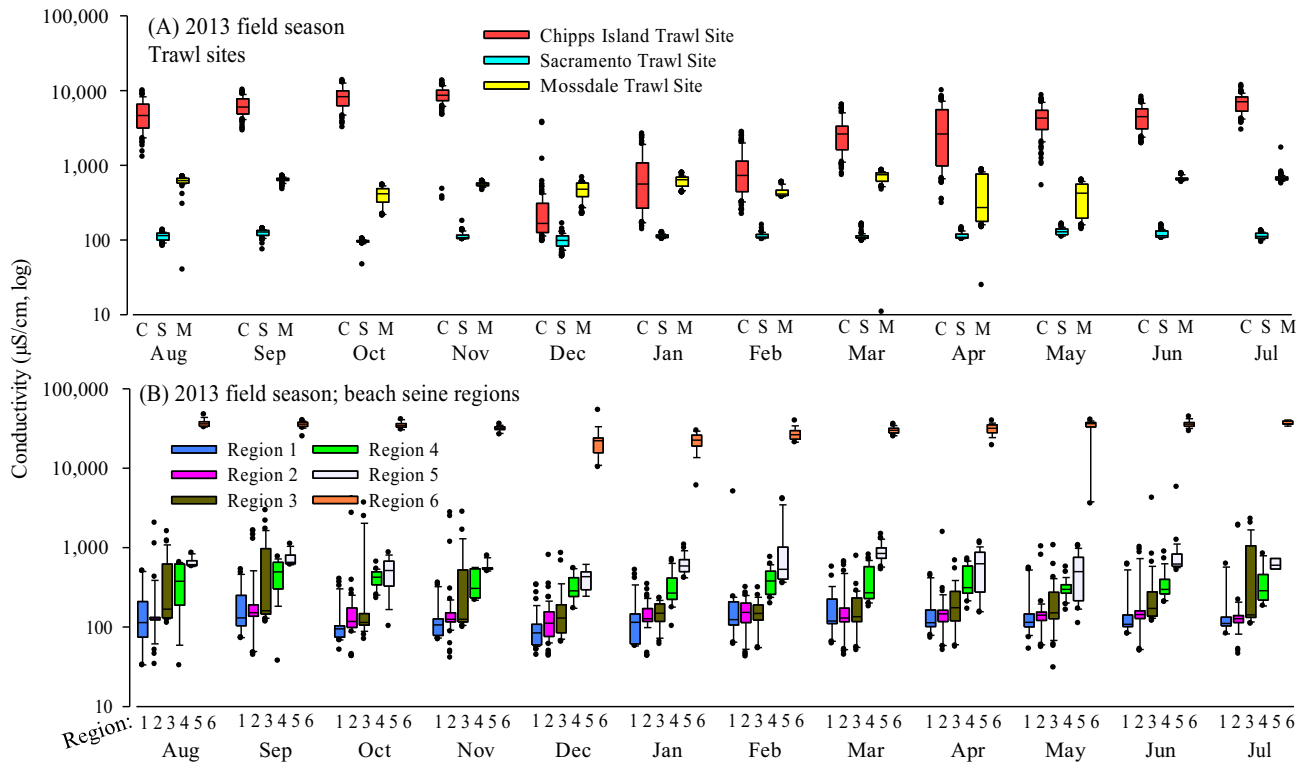 (A) 2013 field season
Trawl sites
Chipps Island Trawl Site
Sacramento Trawl Site
Mossdale Trawl Site
100,000
10,000
1,000
100
10
C S M C S M C S M C S M C S M C S M C S M C S M C S M C S M C S M C S M
Aug Sep Oct Nov Dec Jan Feb Mar Apr May Jun Jul
Conductivity (µS/cm, log)
(B) 2013 field season; beach seine regions
Region 1 Region 4
Region 2 Region 5
Region 3 Region 6
100,000
10,000
1,000
100
10
Region: 1 2 3 4 5 6 1 2 3 4 5 6 1 2 3 4 5 6 1 2 3 4 5 6 1 2 3 4 5 6 1 2 3 4 5 6 1 2 3 4 5 6 1 2 3 4 5 6 1 2 3 4 5 6 1 2 3 4 5 6 1 2 3 4 5 6 1 2 3 4 5 6
Aug Sep Oct Nov Dec Jan Feb Mar Apr May Jun Jul